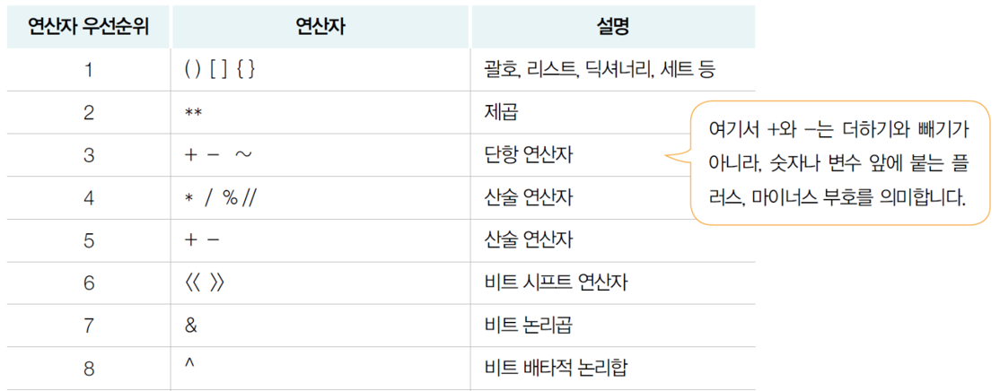 연산자 우선순위 연산자 설명
1 ( ) [ ] { } 괄호, 리스트, 딕셔너리, 세트 등
2 ** 제곱
3 + − ～ 단항 연산자
4 * / % // 산술 연산자
5 + − 산술 연산자
6 << >> 비트 시프트 연산자
7 & 비트 논리곱
8 ^ 비트 배타적 논리합
여기서 +와 −는 더하기와 빼기가
아니라, 숫자나 변수 앞에 붙는 플
러스, 마이너스 부호를 의미합니다.